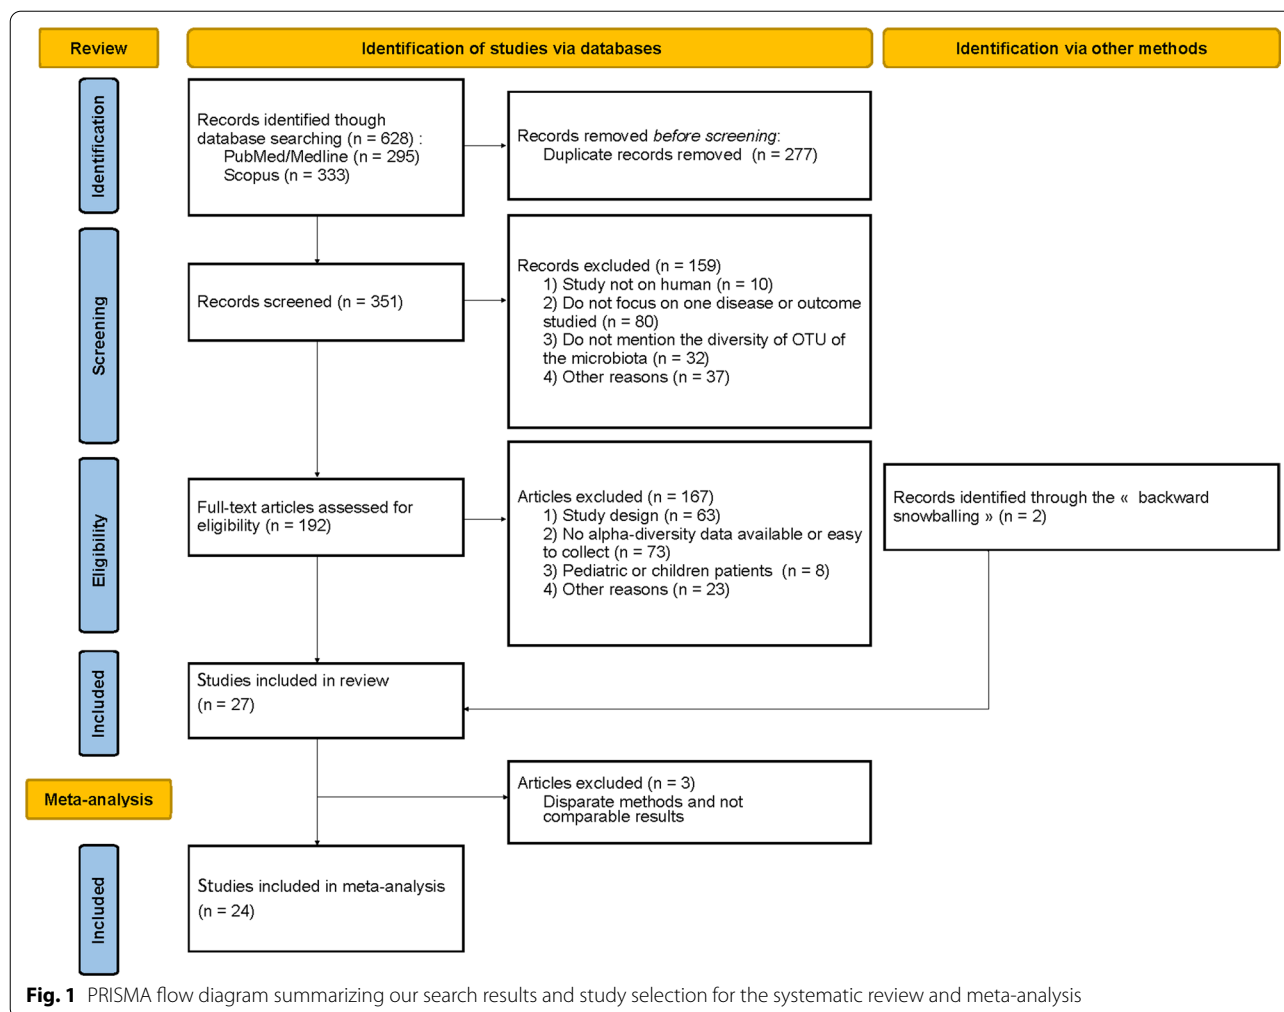 Review
Identification of studies via databases
Identification via other methods
Identification
Records identified though
database searching (n = 628) :
PubMed/Medline (n = 295)
Scopus (n = 333)
Records removed before screening:
Duplicate records removed (n = 277)
Screening
Records screened (n = 351)
Records excluded (n = 159)
1) Study not on human (n = 10)
2) Do not focus on one disease or outcome
studied (n = 80)
3) Do not mention the diversity of OTU of
the microbiota (n = 32)
4) Other reasons (n = 37)
Eligibility
Full-text articles assessed for
eligibility (n = 192)
Articles excluded (n = 167)
1) Study design (n = 63)
2) No alpha-diversity data available or easy
to collect (n = 73)
3) Pediatric or children patients (n = 8)
4) Other reasons (n = 23)
Records identified through the « backward
snowballing » (n = 2)
Included
Studies included in review
(n = 27)
Meta-analysis
Articles excluded (n = 3)
Disparate methods and not
comparable results
Included
Studies included in meta-analysis
(n = 24)
Fig. 1 PRISMA flow diagram summarizing our search results and study selection for the systematic review and meta-analysis